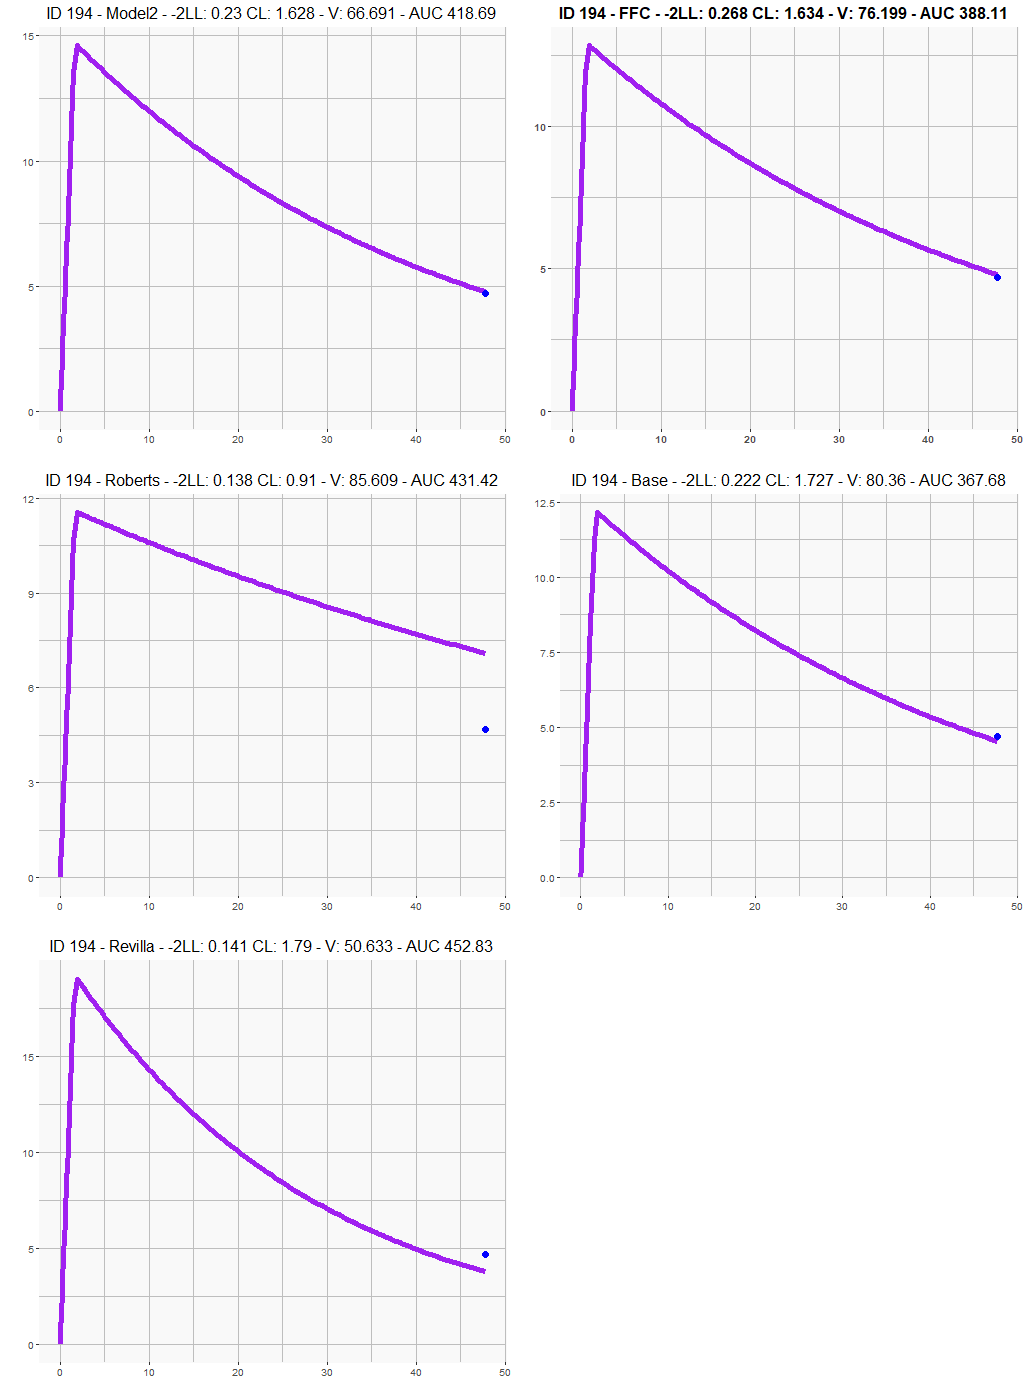 ID 194 - Model2 - -2LL: 0.23 CL: 1.628 - V: 66.691 - AUC 418.69
15
10
5
0
0 10 20 30 40 50
ID 194 - FFC - -2LL: 0.268 CL: 1.634 - V: 76.199 - AUC 388.11
10
5
0
0 10 20 30 40 50
ID 194 - Roberts - -2LL: 0.138 CL: 0.91 - V: 85.609 - AUC 431.42
12
9
6
3
0
0 10 20 30 40 50
ID 194 - Base - -2LL: 0.222 CL: 1.727 - V: 80.36 - AUC 367.68
12.5
10.0
7.5
5.0
2.5
0.0
0 10 20 30 40 50
ID 194 - Revilla - -2LL: 0.141 CL: 1.79 - V: 50.633 - AUC 452.83
15
10
5
0
0 10 20 30 40 50